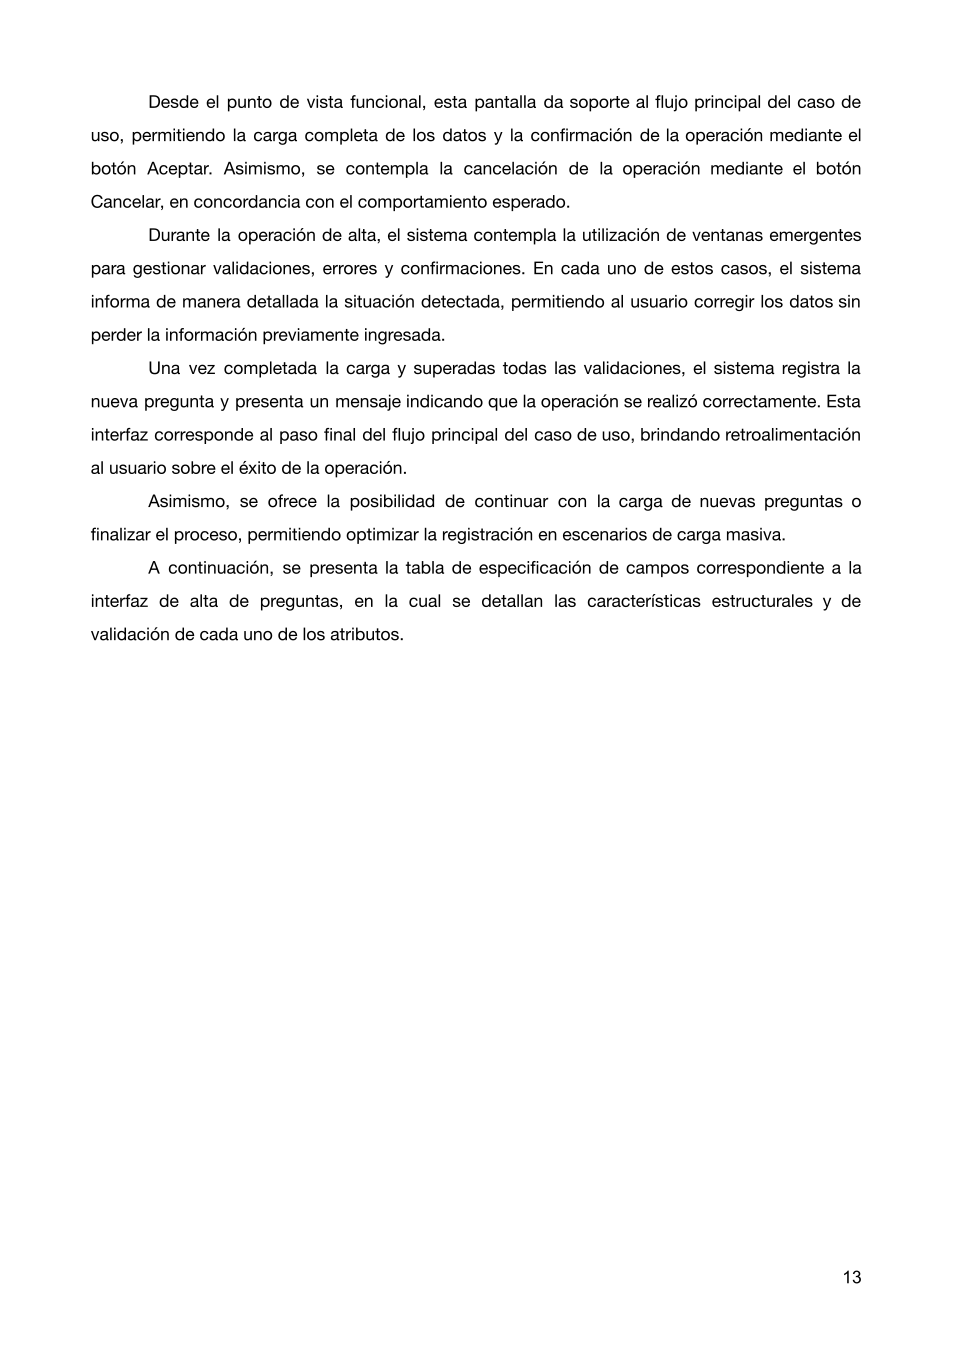 Desde el punto de vista funcional, esta pantalla da soporte al flujo principal del caso de
uso, permitiendo la carga completa de los datos y la confirmación de la operación mediante el
botón Aceptar. Asimismo, se contempla la cancelación de la operación mediante el botón
Cancelar, en concordancia con el comportamiento esperado.
Durante la operación de alta, el sistema contempla la utilización de ventanas emergentes
para gestionar validaciones, errores y confirmaciones. En cada uno de estos casos, el sistema
informa de manera detallada la situación detectada, permitiendo al usuario corregir los datos sin
perder la información previamente ingresada.
Una vez completada la carga y superadas todas las validaciones, el sistema registra la
nueva pregunta y presenta un mensaje indicando que la operación se realizó correctamente. Esta
interfaz corresponde al paso final del flujo principal del caso de uso, brindando retroalimentación
al usuario sobre el éxito de la operación.
Asimismo, se ofrece la posibilidad de continuar con la carga de nuevas preguntas o
finalizar el proceso, permitiendo optimizar la registración en escenarios de carga masiva.
A continuación, se presenta la tabla de especificación de campos correspondiente a la
interfaz de alta de preguntas, en la cual se detallan las características estructurales y de
validación de cada uno de los atributos.
13